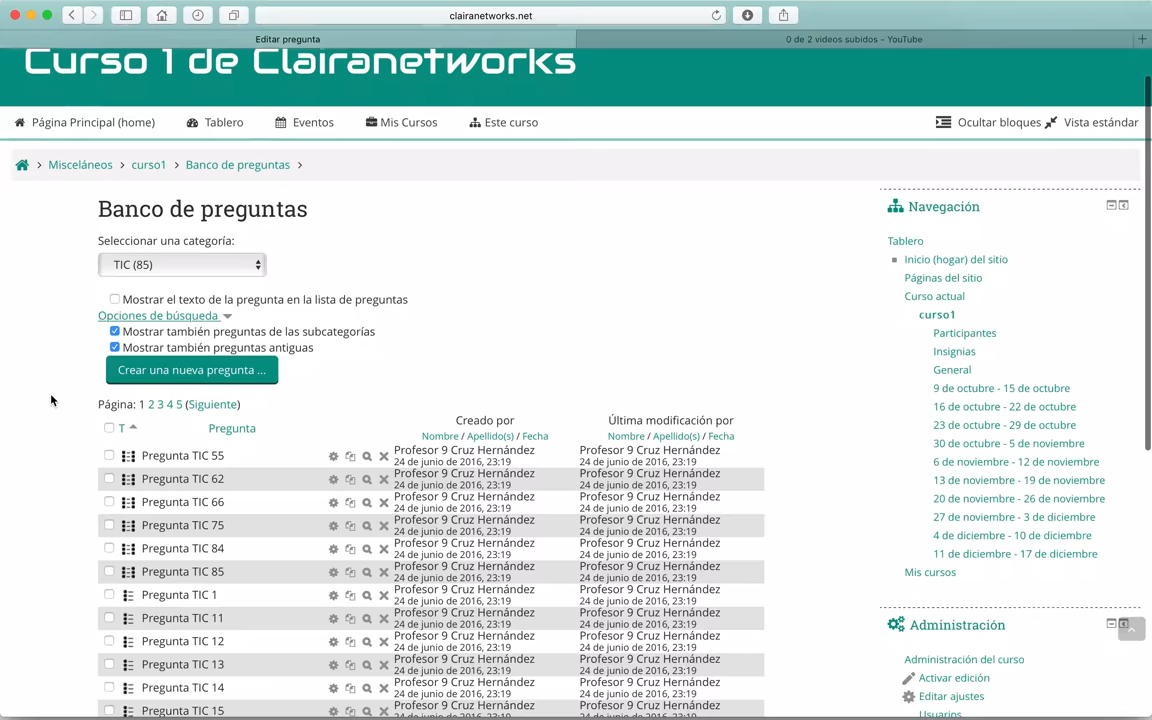 clairanetworks.net
Editar pregunta
0 de 2 videos subidos – YouTube
Curso 1 de Clairanetworks
Página Principal (home) Tablero Eventos Mis Cursos Este curso Ocultar bloques Vista estándar
Misceláneos curso1 Banco de preguntas
Banco de preguntas
Seleccionar una categoría:
TIC (85)
Mostrar el texto de la pregunta en la lista de preguntas
Opciones de búsqueda
Mostrar también preguntas de las subcategorías
Mostrar también preguntas antiguas
Crear una nueva pregunta ...
Página: 1 2 3 4 5 (Siguiente)
Creado por
Última modificación por
T Pregunta
Nombre / Apellido(s) / Fecha
Nombre / Apellido(s) / Fecha
Pregunta TIC 55
Profesor 9 Cruz Hernández
24 de junio de 2016, 23:19
Profesor 9 Cruz Hernández
24 de junio de 2016, 23:19
Pregunta TIC 62
Profesor 9 Cruz Hernández
24 de junio de 2016, 23:19
Profesor 9 Cruz Hernández
24 de junio de 2016, 23:19
Pregunta TIC 66
Profesor 9 Cruz Hernández
24 de junio de 2016, 23:19
Profesor 9 Cruz Hernández
24 de junio de 2016, 23:19
Pregunta TIC 75
Profesor 9 Cruz Hernández
24 de junio de 2016, 23:19
Profesor 9 Cruz Hernández
24 de junio de 2016, 23:19
Pregunta TIC 84
Profesor 9 Cruz Hernández
24 de junio de 2016, 23:19
Profesor 9 Cruz Hernández
24 de junio de 2016, 23:19
Pregunta TIC 85
Profesor 9 Cruz Hernández
24 de junio de 2016, 23:19
Profesor 9 Cruz Hernández
24 de junio de 2016, 23:19
Pregunta TIC 1
Profesor 9 Cruz Hernández
24 de junio de 2016, 23:19
Profesor 9 Cruz Hernández
24 de junio de 2016, 23:19
Pregunta TIC 11
Profesor 9 Cruz Hernández
24 de junio de 2016, 23:19
Profesor 9 Cruz Hernández
24 de junio de 2016, 23:19
Pregunta TIC 12
Profesor 9 Cruz Hernández
24 de junio de 2016, 23:19
Profesor 9 Cruz Hernández
24 de junio de 2016, 23:19
Pregunta TIC 13
Profesor 9 Cruz Hernández
24 de junio de 2016, 23:19
Profesor 9 Cruz Hernández
24 de junio de 2016, 23:19
Pregunta TIC 14
Profesor 9 Cruz Hernández
24 de junio de 2016, 23:19
Profesor 9 Cruz Hernández
24 de junio de 2016, 23:19
Pregunta TIC 15
Profesor 9 Cruz Hernández
Profesor 9 Cruz Hernández
Navegación
Tablero
Inicio (hogar) del sitio
Páginas del sitio
Curso actual
curso1
Participantes
Insignias
General
9 de octubre - 15 de octubre
16 de octubre - 22 de octubre
23 de octubre - 29 de octubre
30 de octubre - 5 de noviembre
6 de noviembre - 12 de noviembre
13 de noviembre - 19 de noviembre
20 de noviembre - 26 de noviembre
27 de noviembre - 3 de diciembre
4 de diciembre - 10 de diciembre
11 de diciembre - 17 de diciembre
Mis cursos
Administración
Administración del curso
Activar edición
Editar ajustes
Usuarios